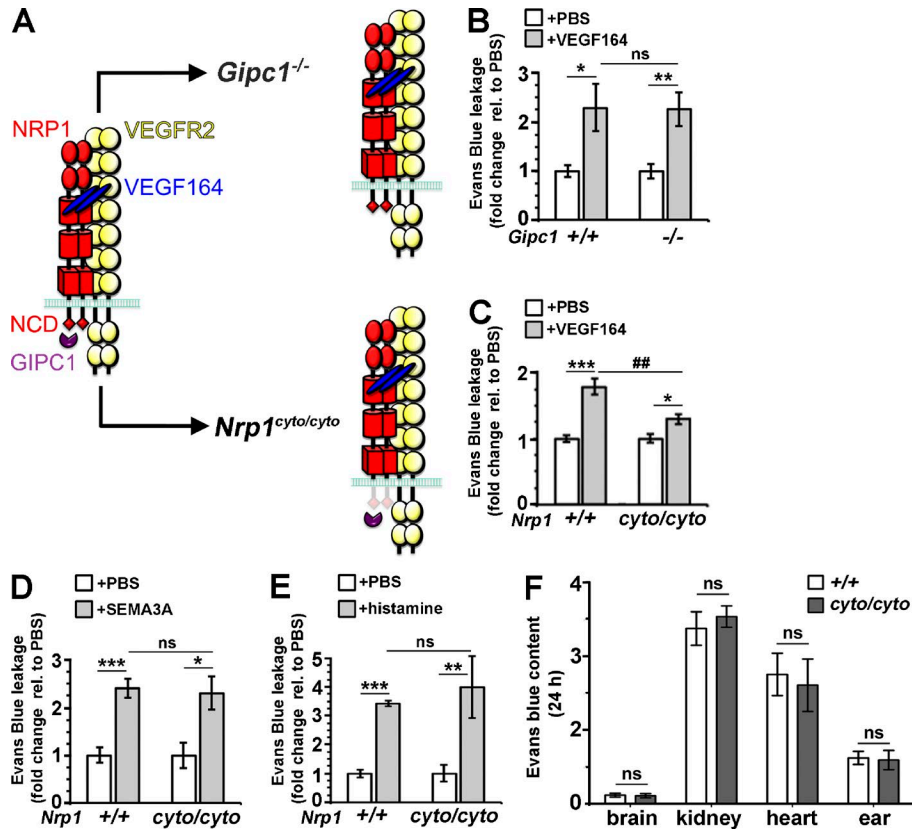 A
Gipc1-/-
NRP1
VEGFR2
VEGF164
NCD
GIPC1
Nrp1cyto/cyto
B
+PBS
+VEGF164
Evans Blue leakage
(fold change rel. to PBS)
3
2
1
0
*
ns
**
Gipc1 +/+ -/-
C
+PBS
+VEGF164
Evans Blue leakage
(fold change rel. to PBS)
2
1
0
***
##
*
Nrp1 +/+ cyto/cyto
D
+PBS
+SEMA3A
Evans Blue leakage
(fold change rel. to PBS)
3
2
1
0
***
ns
*
Nrp1 +/+ cyto/cyto
E
+PBS
+histamine
Evans Blue leakage
(fold change rel. to PBS)
5
4
3
2
1
0
***
ns
**
Nrp1 +/+ cyto/cyto
F
+/+
cyto/cyto
Evans blue content
(24 h)
4
2
2
0
ns
ns
ns
ns
brain kidney heart ear